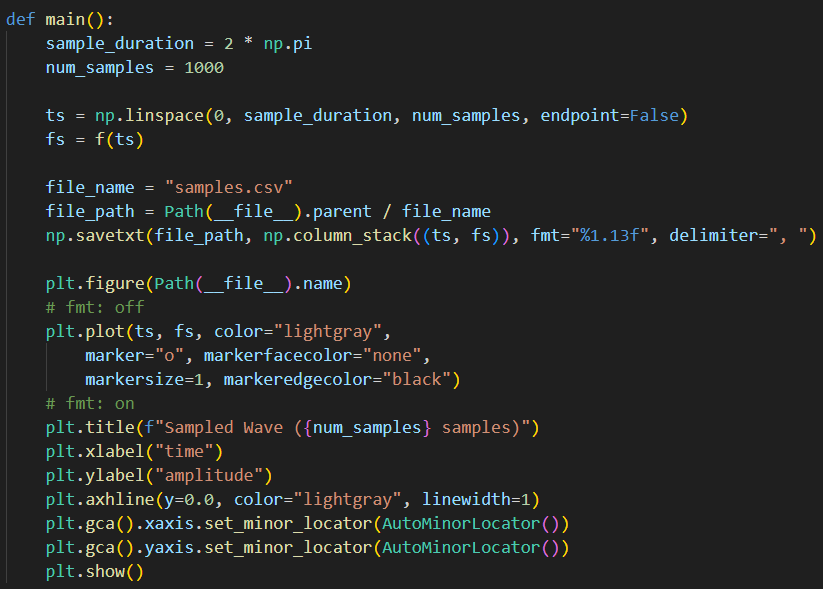 def main():
    sample_duration = 2 * np.pi
    num_samples = 1000

    ts = np.linspace(0, sample_duration, num_samples, endpoint=False)
    fs = f(ts)

    file_name = "samples.csv"
    file_path = Path(__file__).parent / file_name
    np.savetxt(file_path, np.column_stack((ts, fs)), fmt="%1.13f", delimiter=", ")

    plt.figure(Path(__file__).name)
    # fmt: off
    plt.plot(ts, fs, color="lightgray",
        marker="o", markerfacecolor="none",
        markersize=1, markeredgecolor="black")
    # fmt: on
    plt.title(f"Sampled Wave ({num_samples} samples)")
    plt.xlabel("time")
    plt.ylabel("amplitude")
    plt.axhline(y=0.0, color="lightgray", linewidth=1)
    plt.gca().xaxis.set_minor_locator(AutoMinorLocator())
    plt.gca().yaxis.set_minor_locator(AutoMinorLocator())
    plt.show()